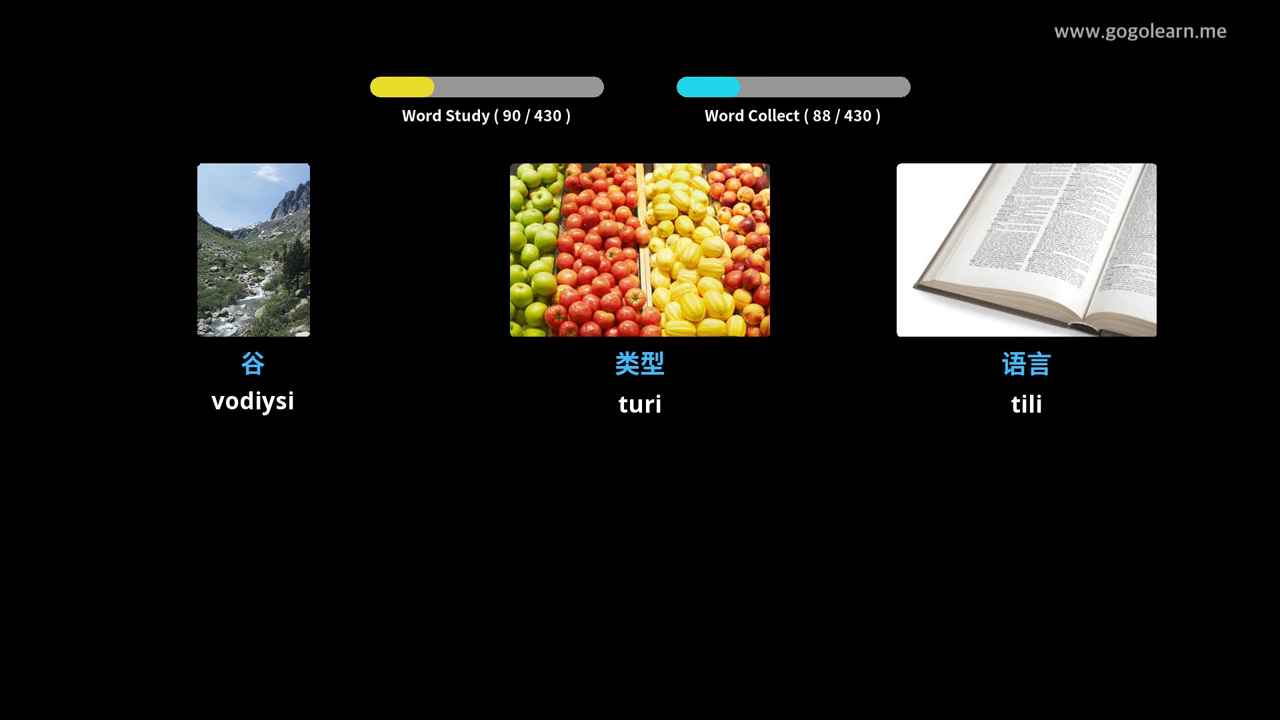 www.gogolearn.me
Word Study ( 90 / 430 )
Word Collect ( 88 / 430 )
谷
类型
语言
vodiysi
turi
tili